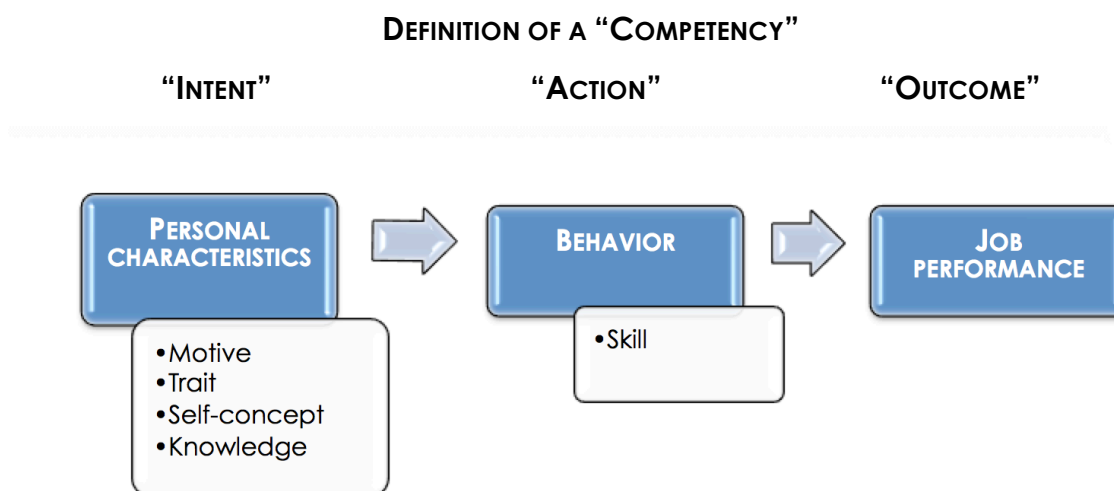 DEFINITION OF A “COMPETENCY”
“INTENT” “ACTION” “OUTCOME”
PERSONAL
CHARACTERISTICS
•Motive
•Trait
•Self-concept
•Knowledge
BEHAVIOR
•Skill
JOB
PERFORMANCE